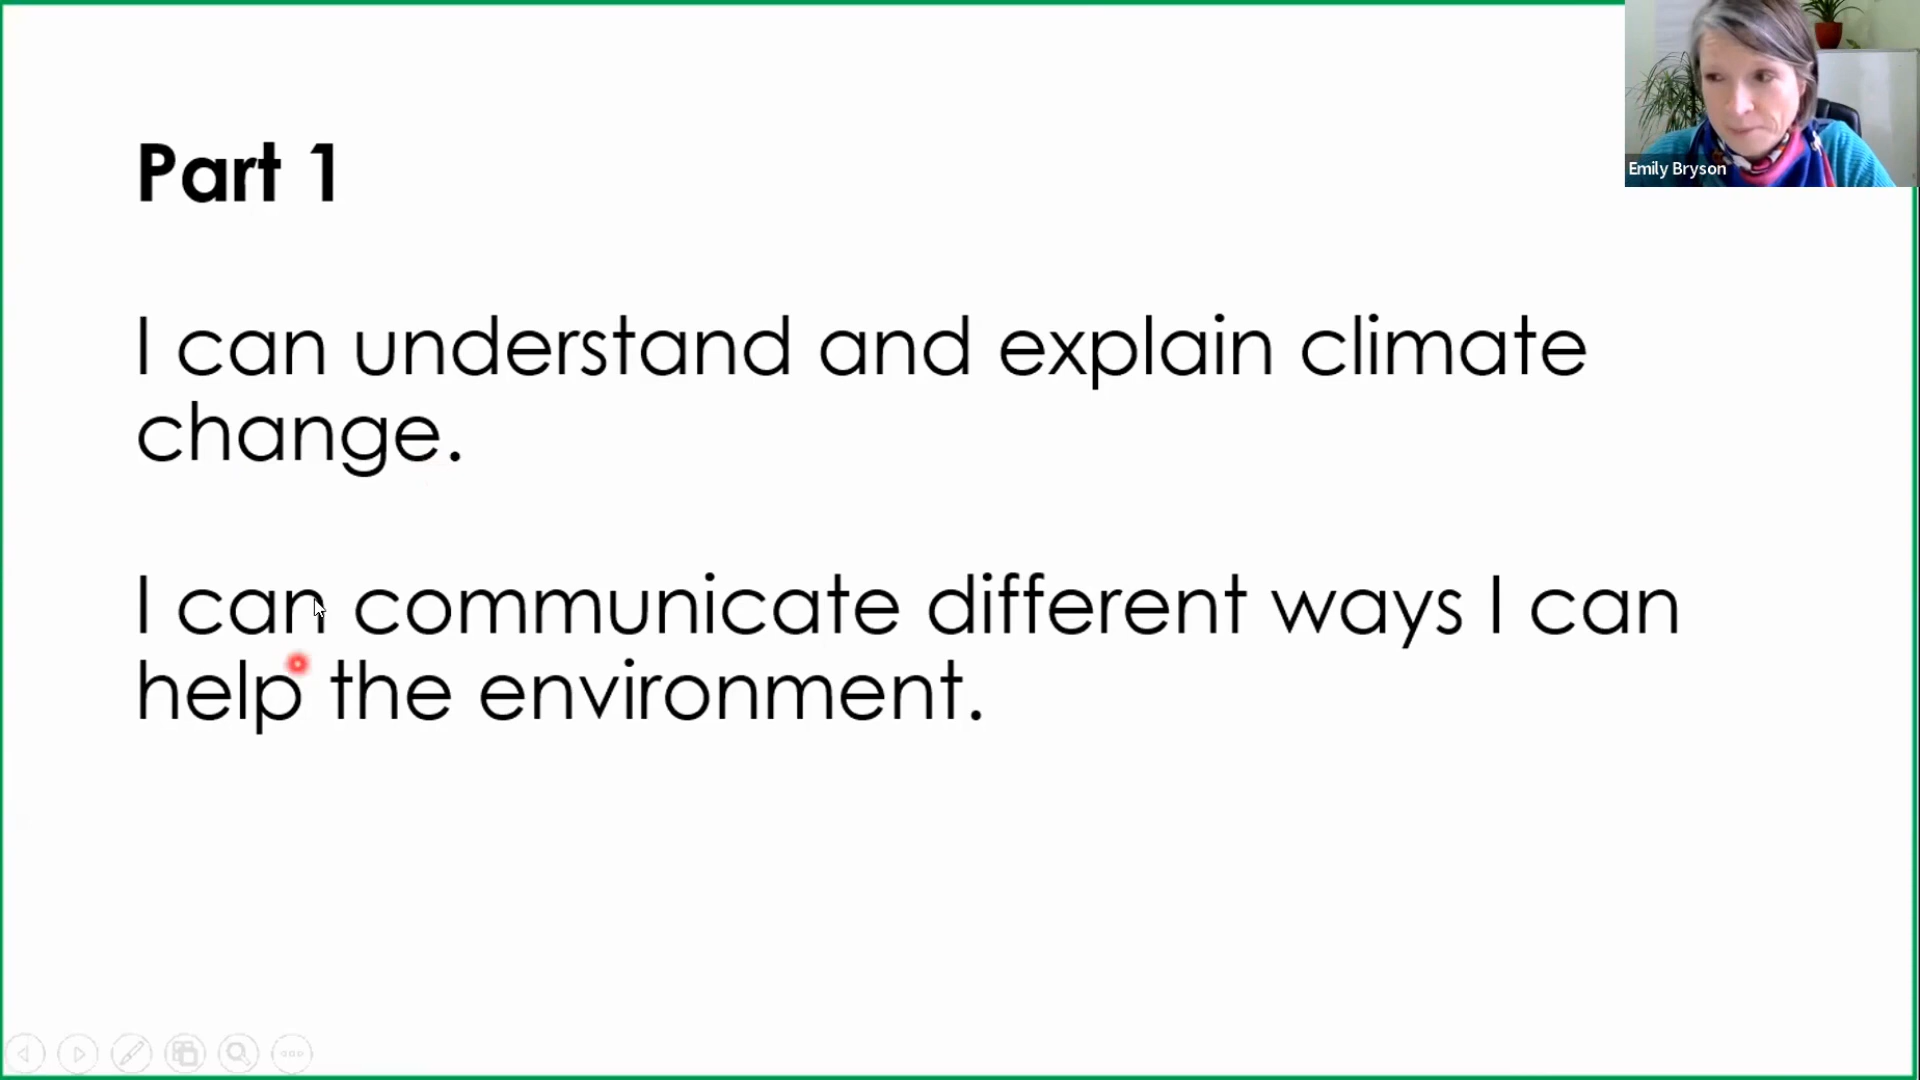 Part 1
I can understand and explain climate
change.
I can communicate different ways I can
help the environment.
Emily Bryson